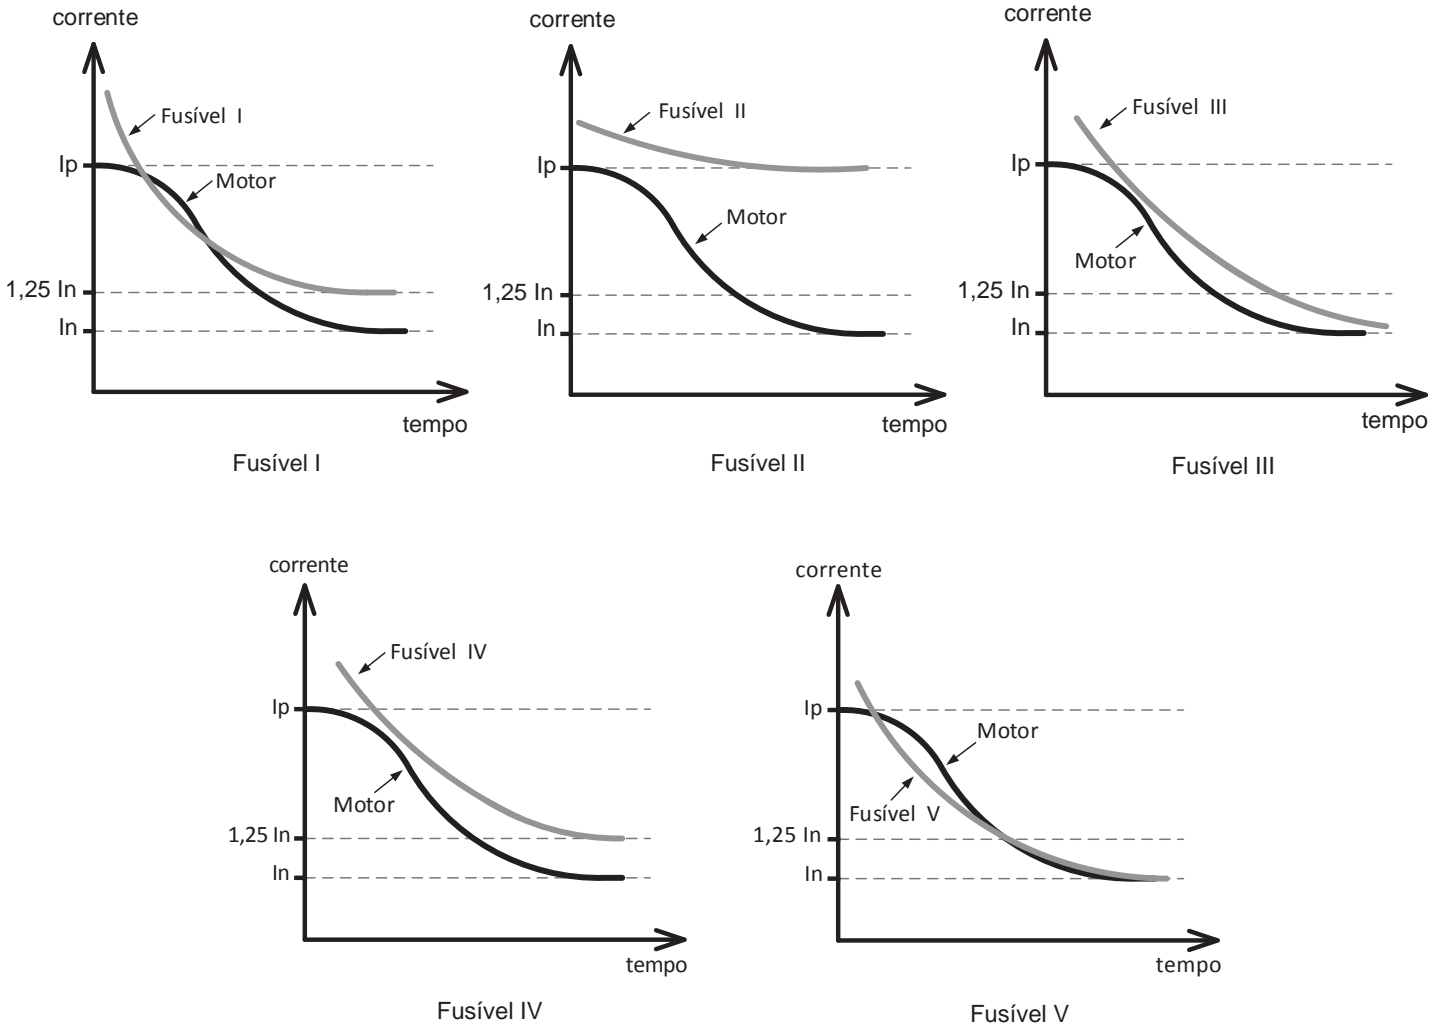 corrente
Fusível I
Ip
Motor
1,25 In
In
tempo
Fusível I
corrente
Fusível II
Ip
Motor
1,25 In
In
tempo
Fusível II
corrente
Fusível III
Ip
Motor
1,25 In
In
tempo
Fusível III
corrente
Fusível IV
Ip
Motor
1,25 In
In
tempo
Fusível IV
corrente
Ip
Motor
Fusível V
1,25 In
In
tempo
Fusível V